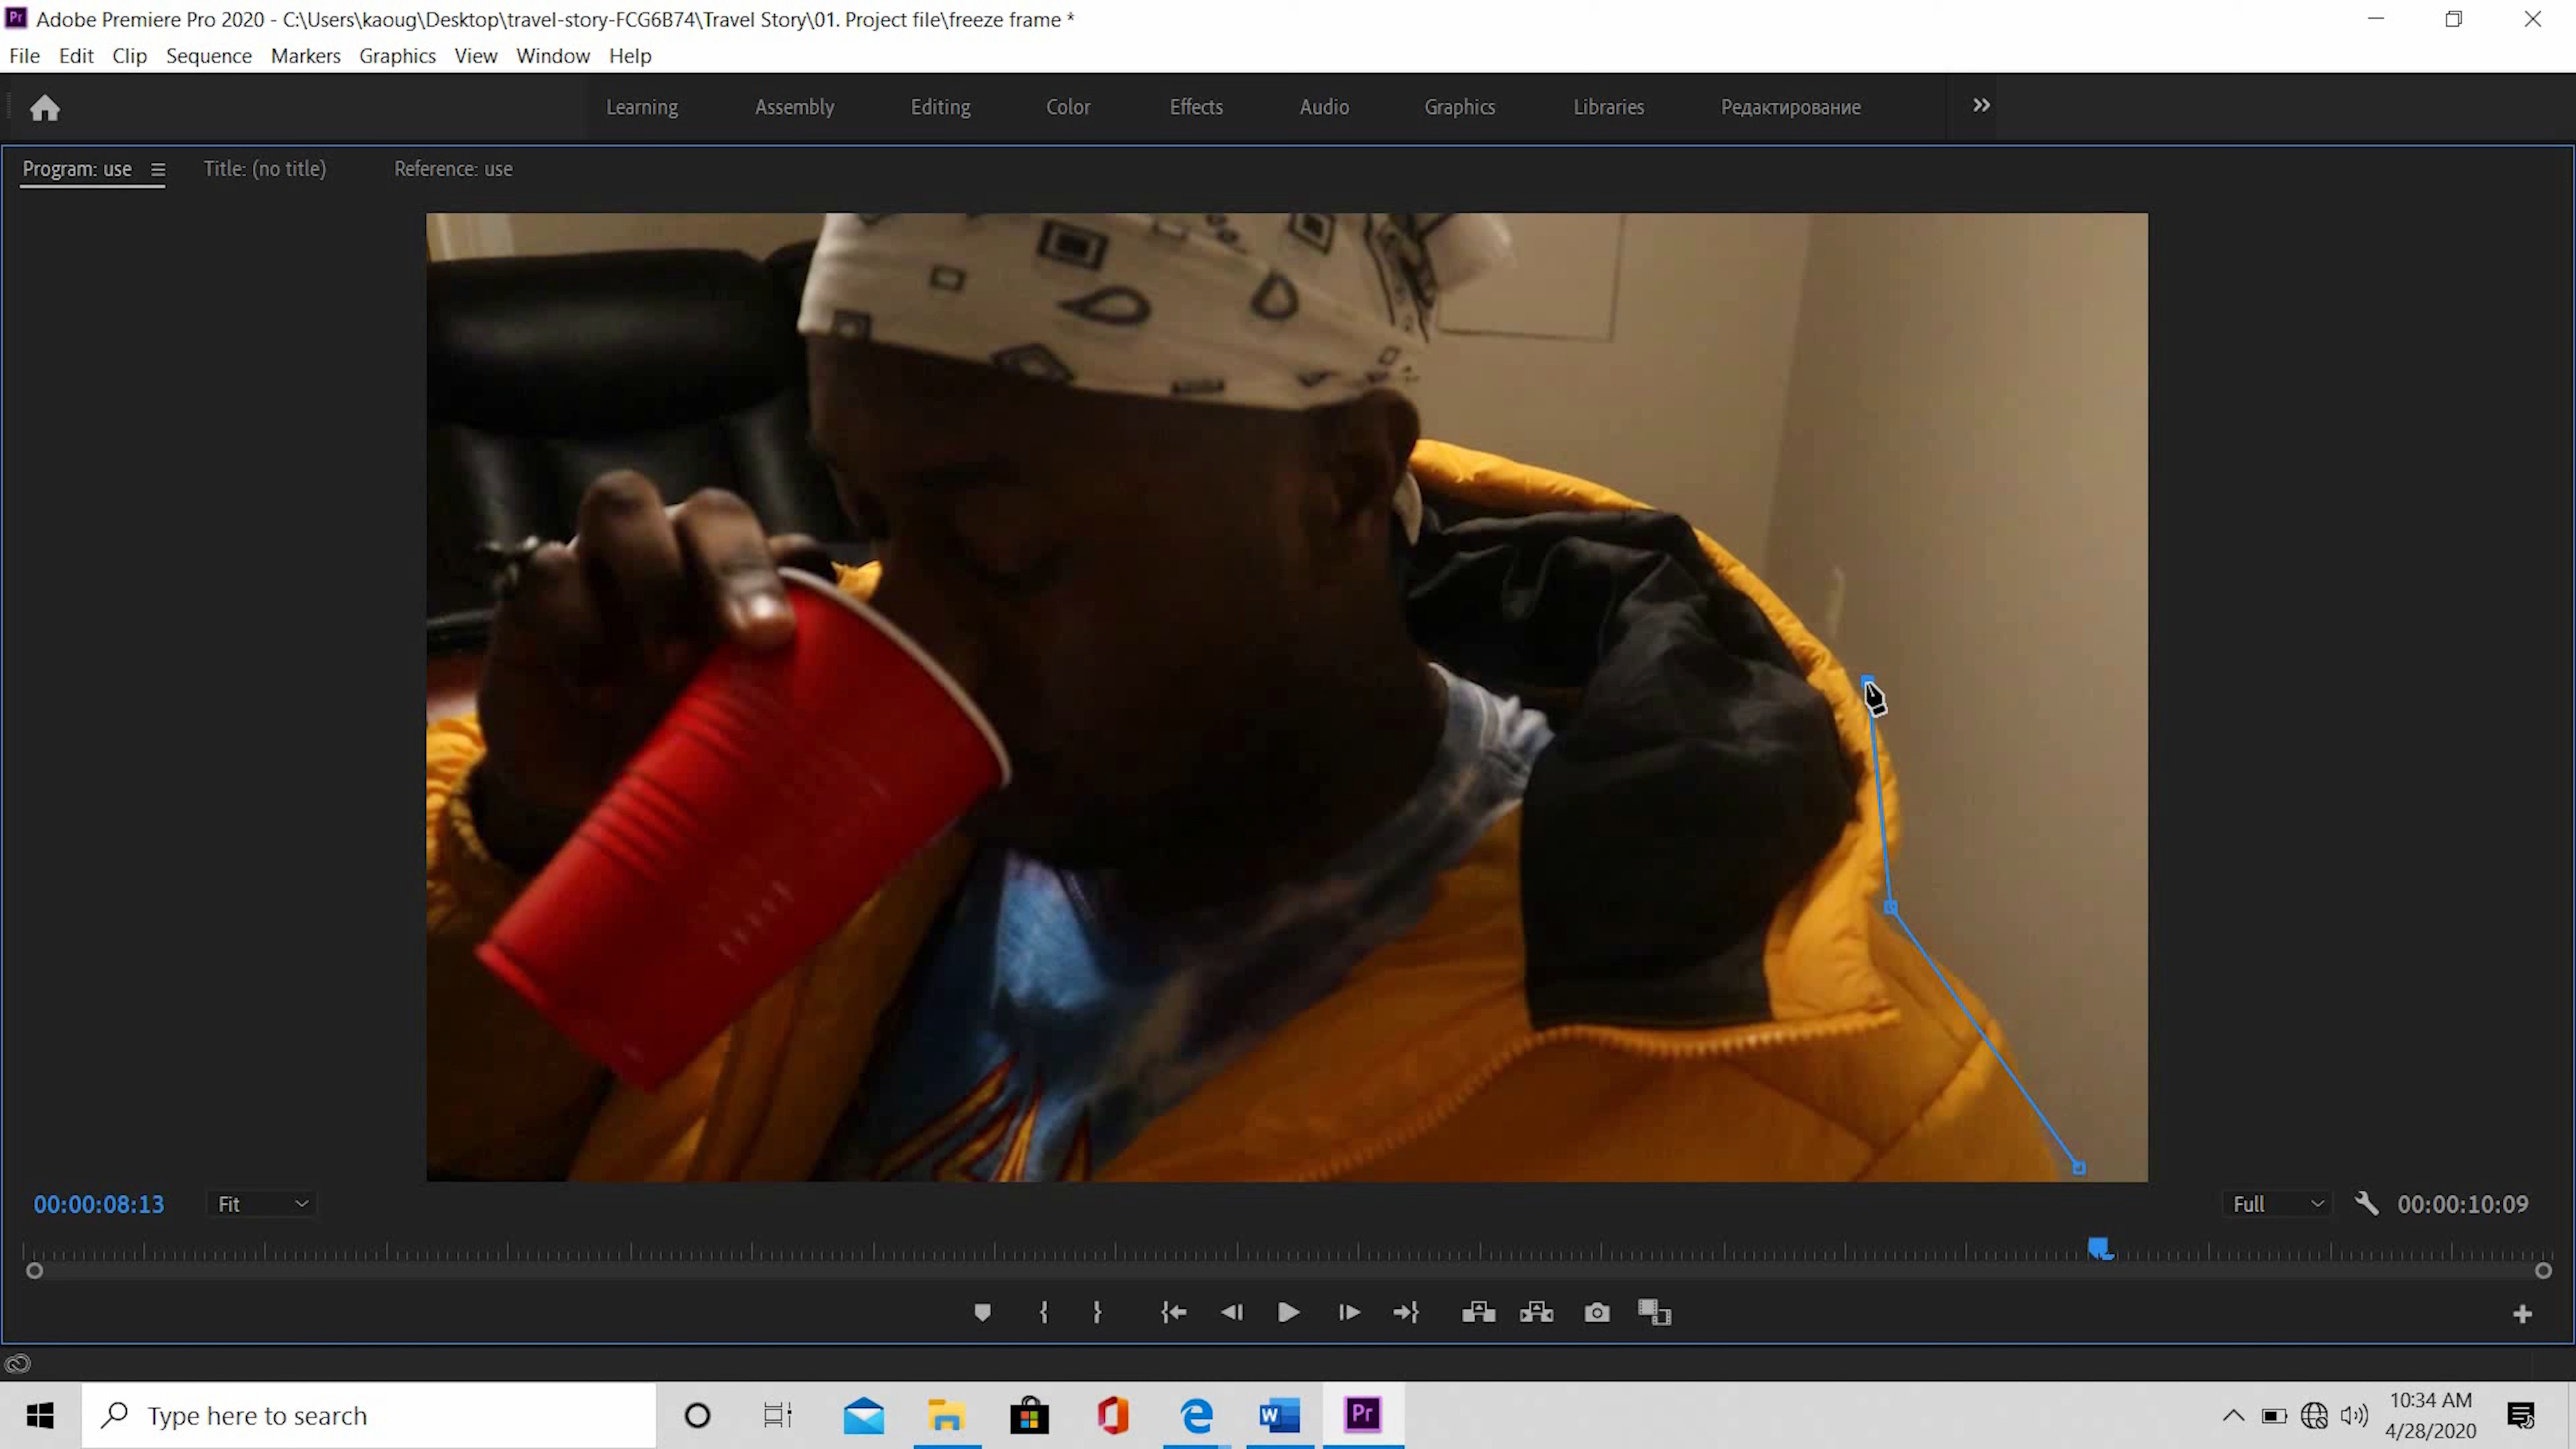 Pr Adobe Premiere Pro 2020 - C:\Users\kaoug\Desktop\travel-story-FCG6B74\Travel Story\01. Project file\freeze frame *
File Edit Clip Sequence Markers Graphics View Window Help
Learning Assembly Editing Color Effects Audio Graphics Libraries Редактирование
Program: use Title: (no title) Reference: use
00:00:08:13 Fit Full 00:00:10:09
Type here to search W Pr 10:34 AM
4/28/2020